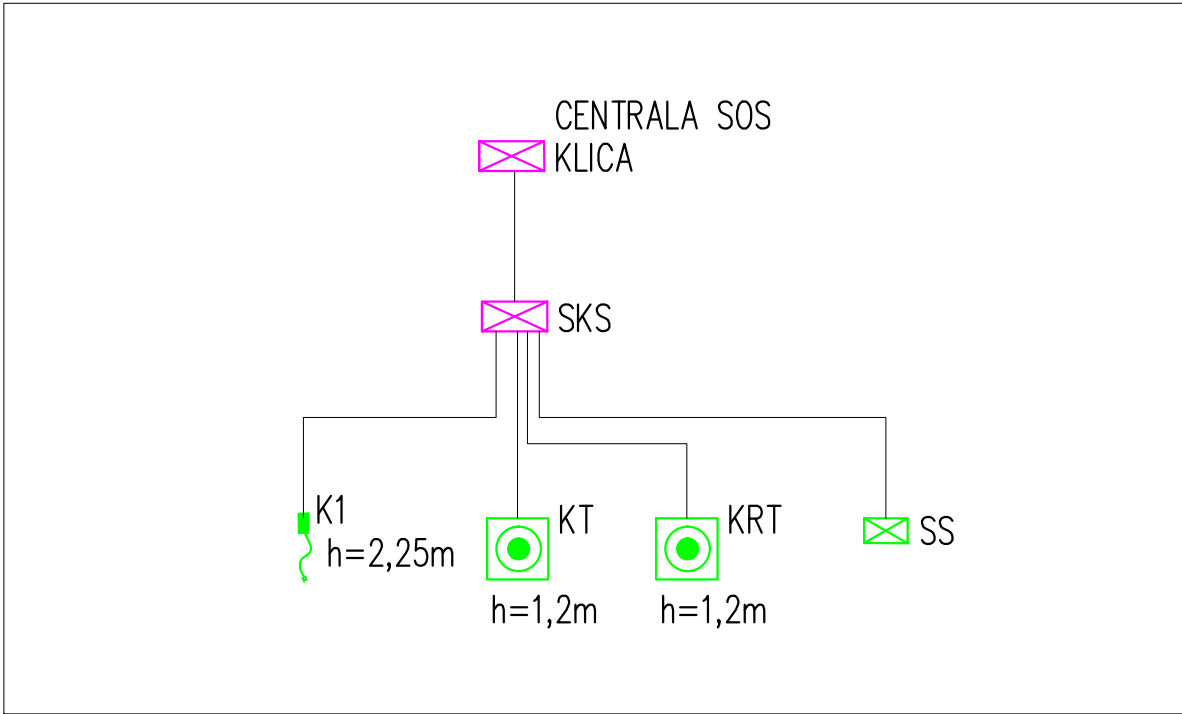 CENTRALA SOS
KLICA
SKS
K1
h=2,25m
KT
h=1,2m
KRT
h=1,2m
SS